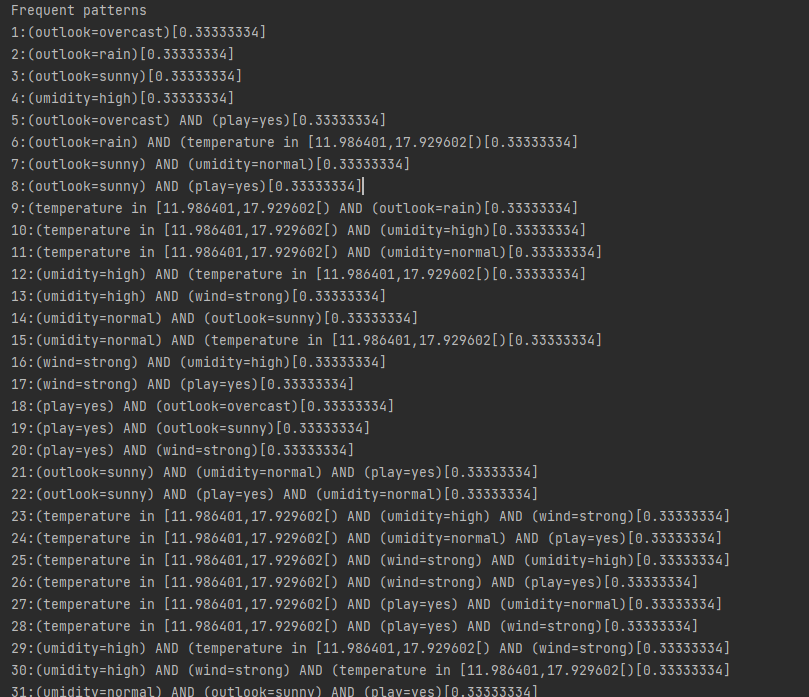 Frequent patterns
1:(outlook=overcast)[0.33333334]
2:(outlook=rain)[0.33333334]
3:(outlook=sunny)[0.33333334]
4:(umidity=high)[0.33333334]
5:(outlook=overcast) AND (play=yes)[0.33333334]
6:(outlook=rain) AND (temperature in [11.986401,17.929602[)[0.33333334]
7:(outlook=sunny) AND (umidity=normal)[0.33333334]
8:(outlook=sunny) AND (play=yes)[0.33333334]
9:(temperature in [11.986401,17.929602[) AND (outlook=rain)[0.33333334]
10:(temperature in [11.986401,17.929602[) AND (umidity=high)[0.33333334]
11:(temperature in [11.986401,17.929602[) AND (umidity=normal)[0.33333334]
12:(umidity=high) AND (temperature in [11.986401,17.929602[)[0.33333334]
13:(umidity=high) AND (wind=strong)[0.33333334]
14:(umidity=normal) AND (outlook=sunny)[0.33333334]
15:(umidity=normal) AND (temperature in [11.986401,17.929602[)[0.33333334]
16:(wind=strong) AND (umidity=high)[0.33333334]
17:(wind=strong) AND (play=yes)[0.33333334]
18:(play=yes) AND (outlook=overcast)[0.33333334]
19:(play=yes) AND (outlook=sunny)[0.33333334]
20:(play=yes) AND (wind=strong)[0.33333334]
21:(outlook=sunny) AND (umidity=normal) AND (play=yes)[0.33333334]
22:(outlook=sunny) AND (play=yes) AND (umidity=normal)[0.33333334]
23:(temperature in [11.986401,17.929602[) AND (umidity=high) AND (wind=strong)[0.33333334]
24:(temperature in [11.986401,17.929602[) AND (umidity=normal) AND (play=yes)[0.33333334]
25:(temperature in [11.986401,17.929602[) AND (wind=strong) AND (umidity=high)[0.33333334]
26:(temperature in [11.986401,17.929602[) AND (wind=strong) AND (play=yes)[0.33333334]
27:(temperature in [11.986401,17.929602[) AND (play=yes) AND (umidity=normal)[0.33333334]
28:(temperature in [11.986401,17.929602[) AND (play=yes) AND (wind=strong)[0.33333334]
29:(umidity=high) AND (temperature in [11.986401,17.929602[) AND (wind=strong)[0.33333334]
30:(umidity=high) AND (wind=strong) AND (temperature in [11.986401,17.929602[)[0.33333334]
31:(umidity=normal) AND (outlook=sunny) AND (play=yes)[0.33333334]